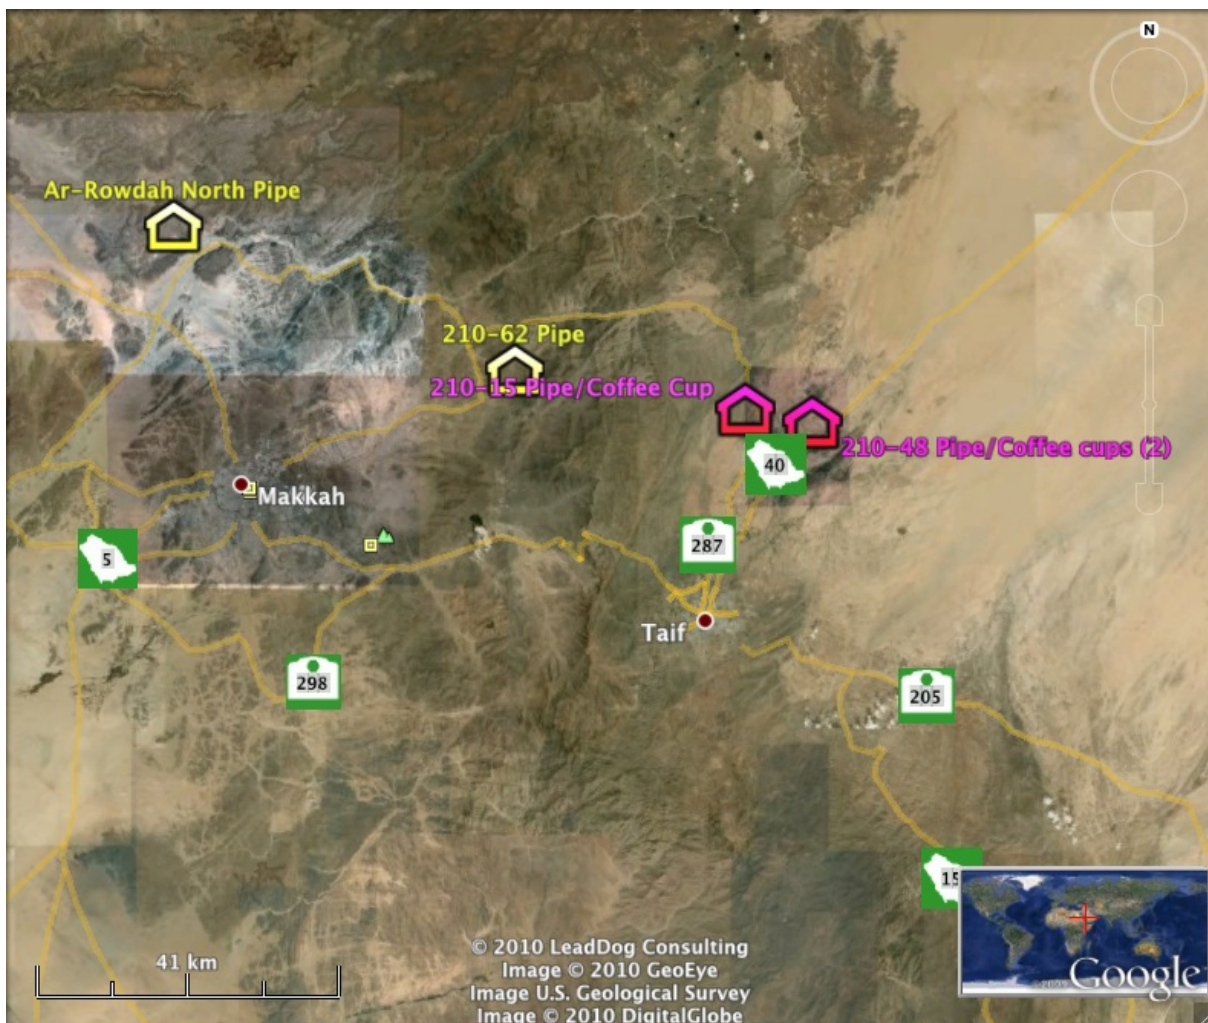 N
Ar-Rowdah North Pipe
210-62 Pipe
210-15 Pipe/Coffee Cup
210-48 Pipe/Coffee cups (2)
40
Makkah
287
5
Taif
298
205
15
41 km
© 2010 LeadDog Consulting
Image © 2010 GeoEye
Image U.S. Geological Survey
Image © 2010 DigitalGlobe
Google